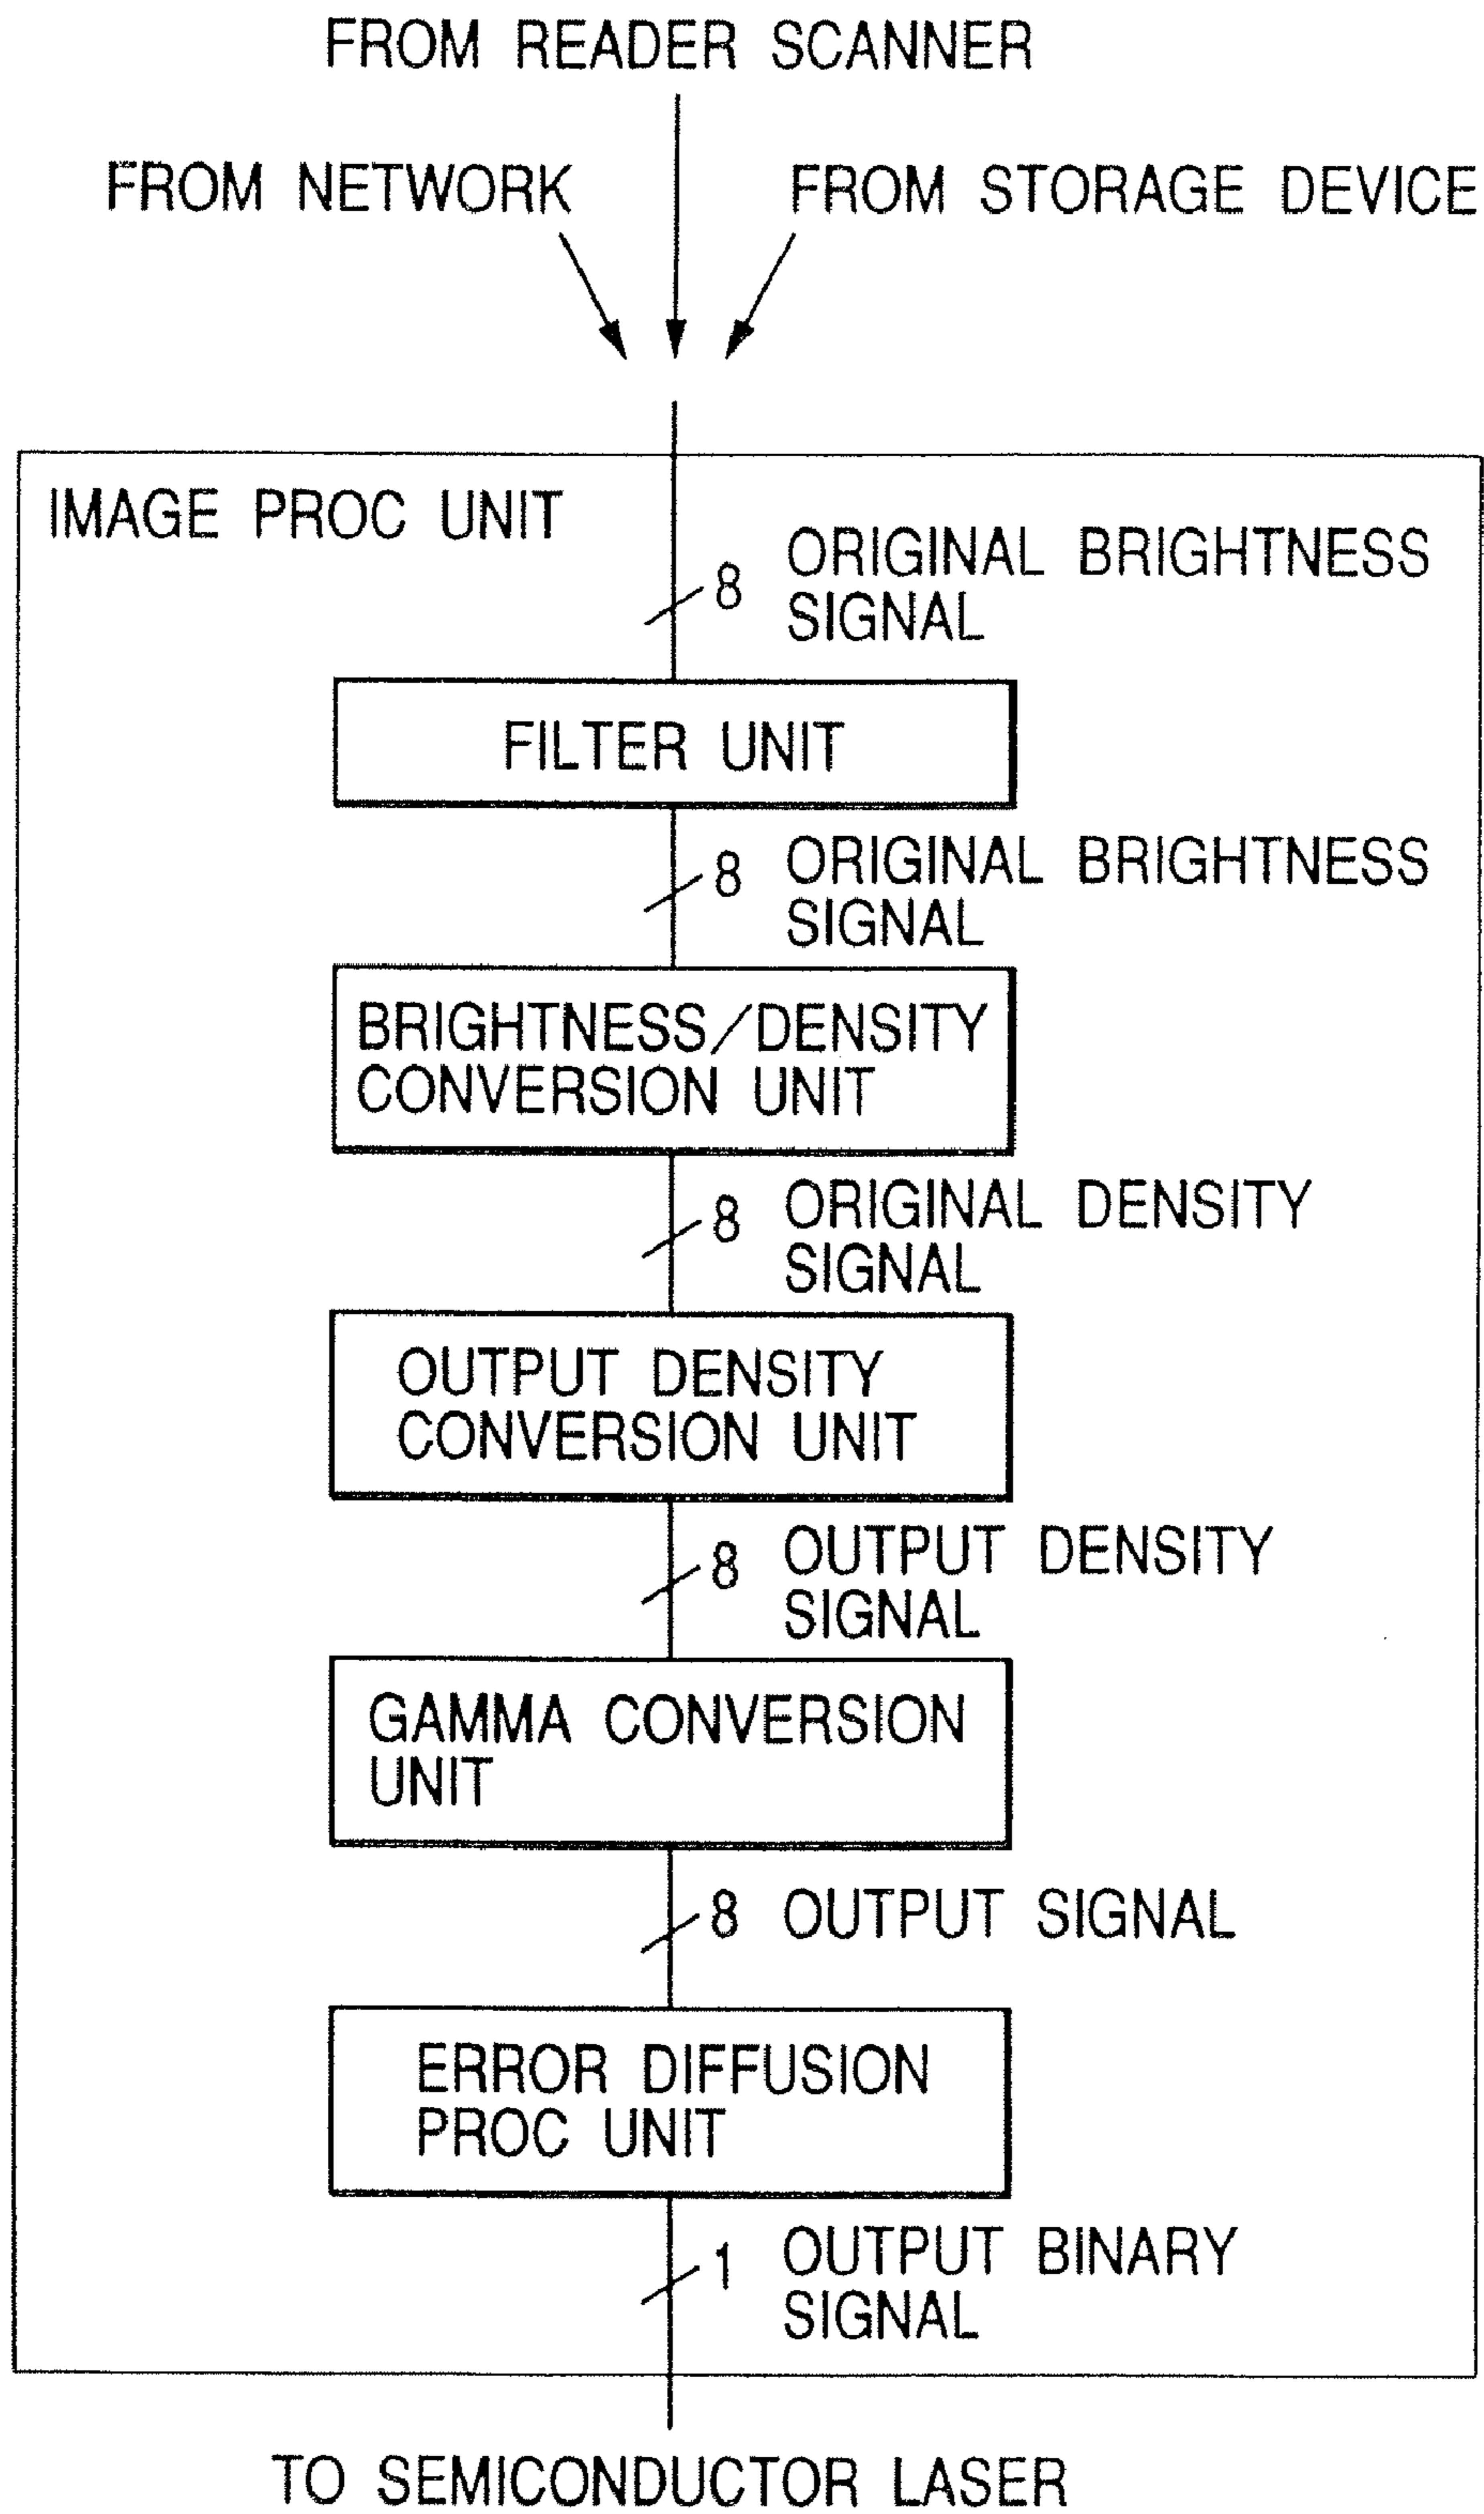 FROM READER SCANNER
FROM NETWORK
FROM STORAGE DEVICE
IMAGE PROC UNIT
8 ORIGINAL BRIGHTNESS
SIGNAL
FILTER UNIT
8 ORIGINAL BRIGHTNESS
SIGNAL
BRIGHTNESS/DENSITY
CONVERSION UNIT
8 ORIGINAL DENSITY
SIGNAL
OUTPUT DENSITY
CONVERSION UNIT
8 OUTPUT DENSITY
SIGNAL
GAMMA CONVERSION
UNIT
8 OUTPUT SIGNAL
ERROR DIFFUSION
PROC UNIT
1 OUTPUT BINARY
SIGNAL
TO SEMICONDUCTOR LASER